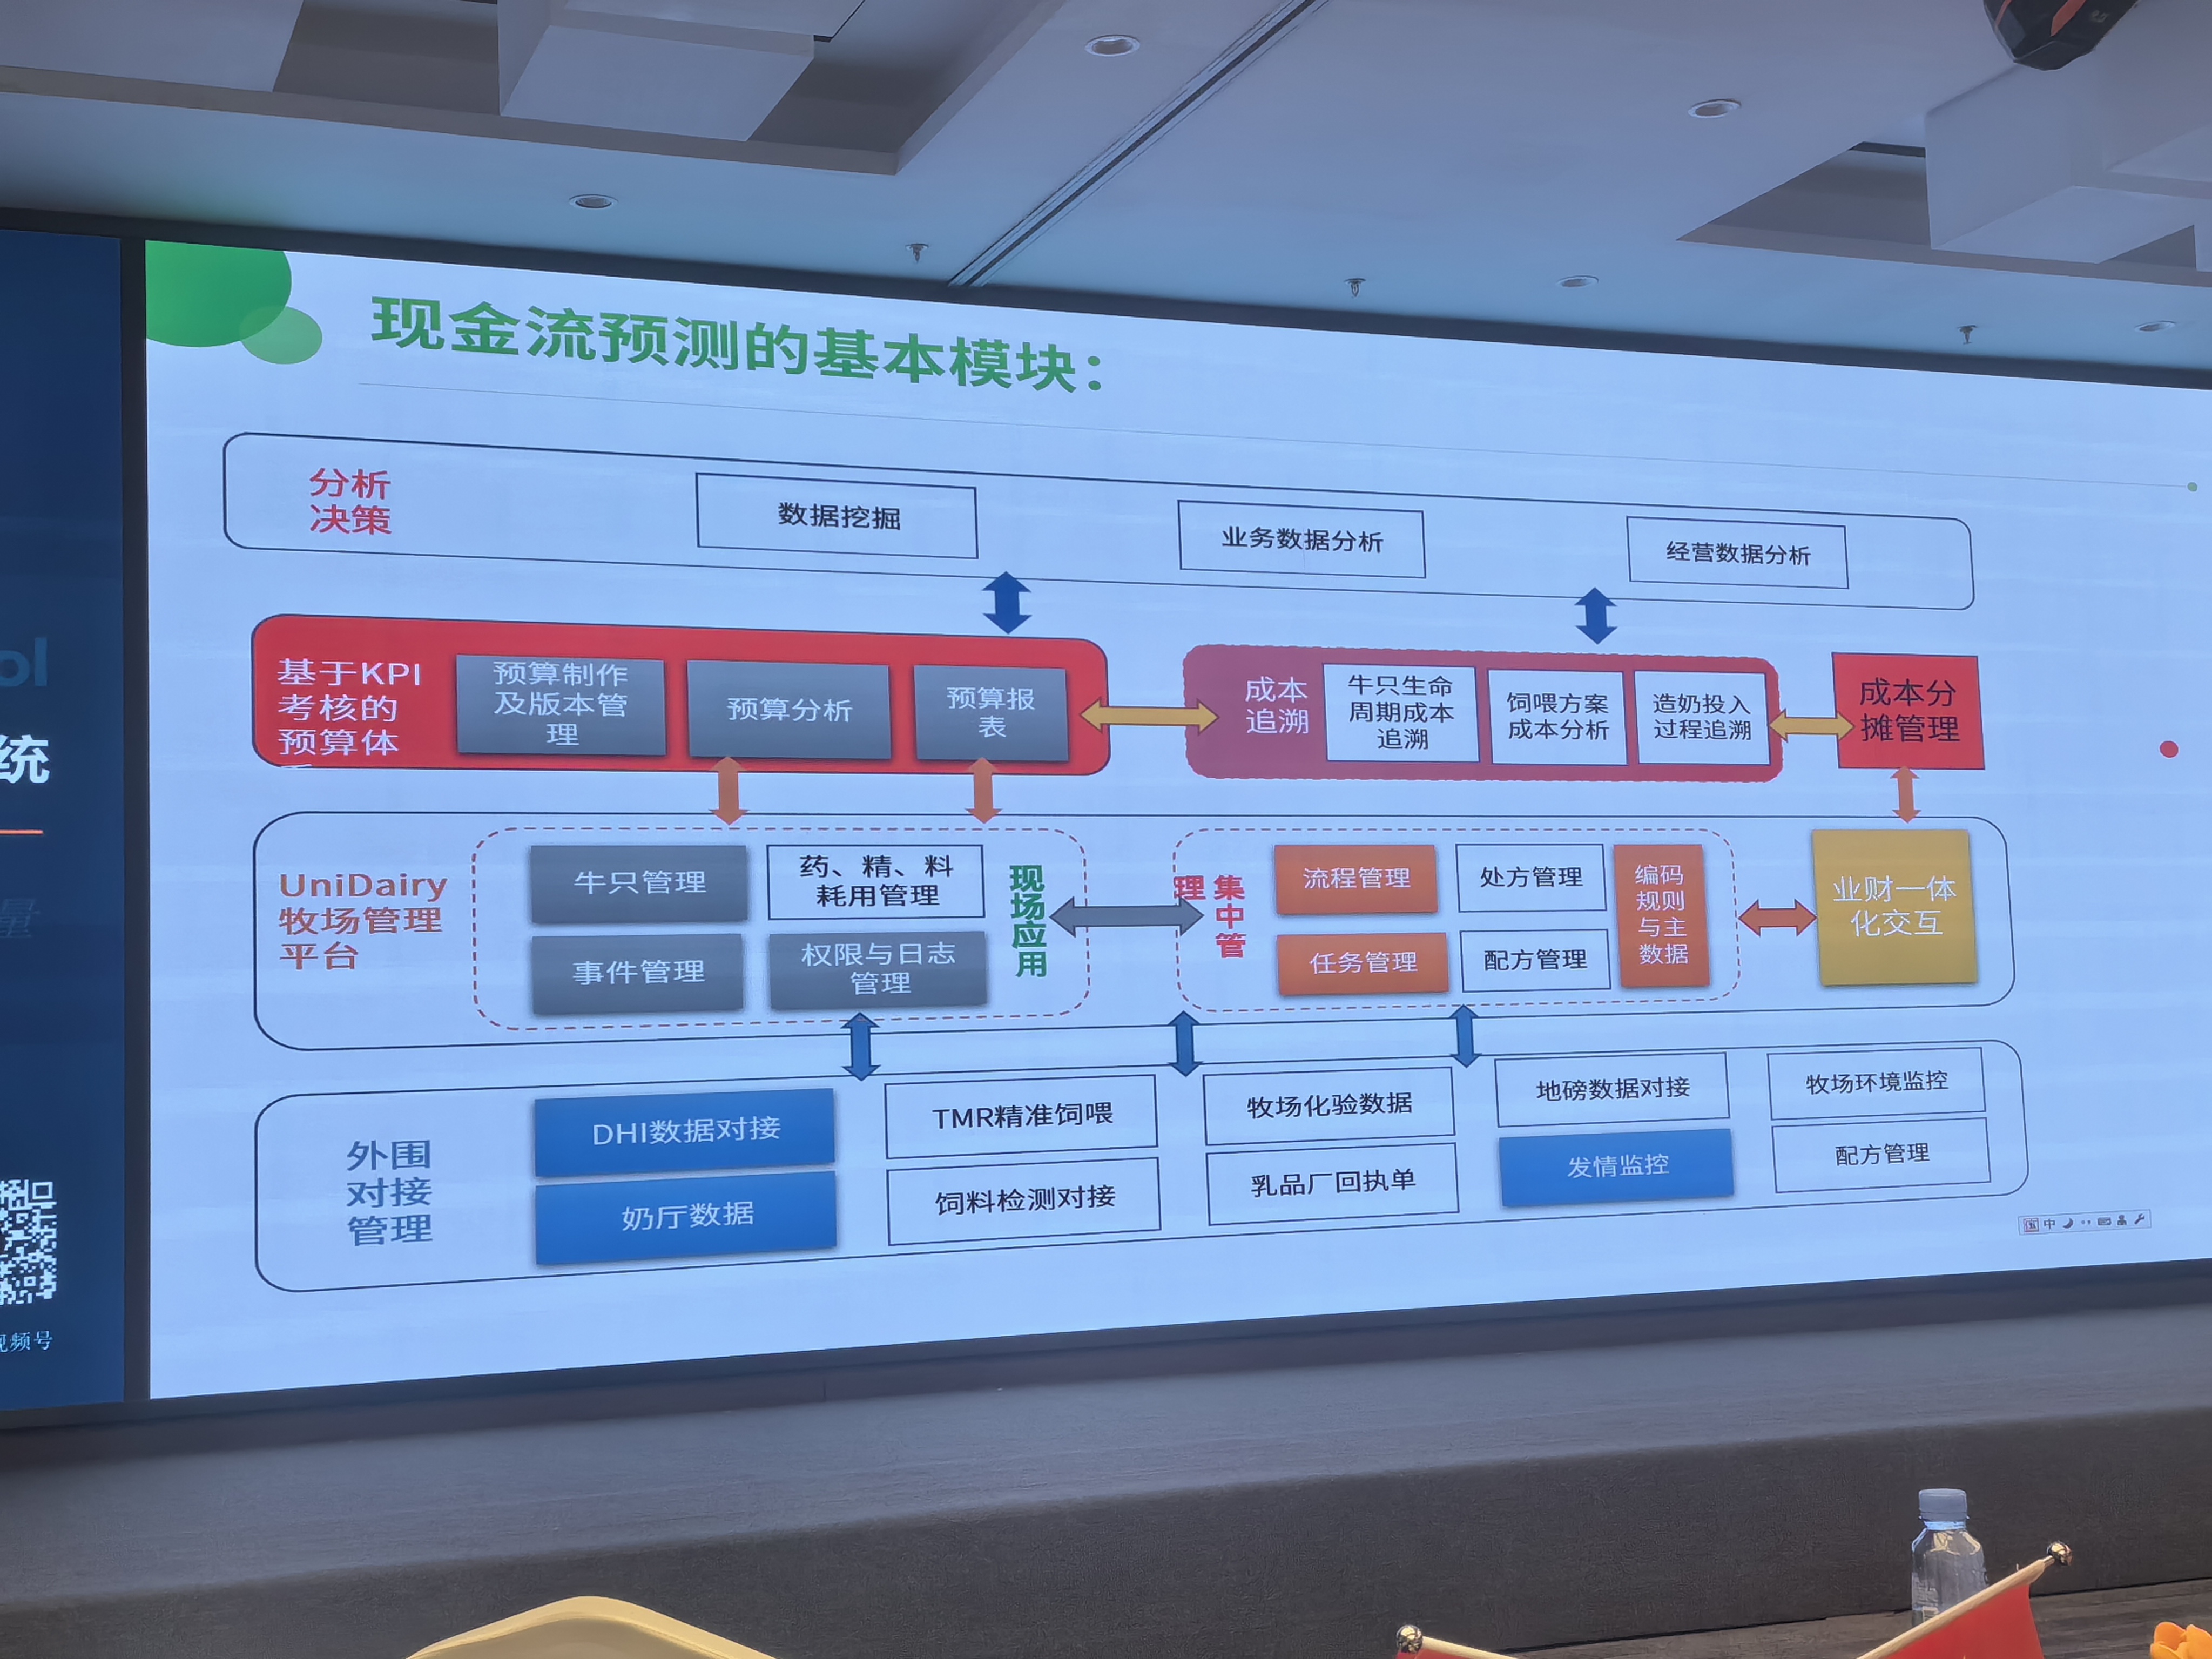 现金流预测的基本模块：
分析
决策
数据挖掘
业务数据分析
经营数据分析
基于KPI
考核的
预算体
预算制作
及版本管
理
预算分析
预算报
表
成本
追溯
牛只生命
周期成本
追溯
饲喂方案
成本分析
造奶投入
过程追溯
成本分
摊管理
UniDairy
牧场管理
平台
牛只管理
药、精、料
耗用管理
事件管理
权限与日志
管理
现场应用
集中管
理
流程管理
处方管理
任务管理
配方管理
编码
规则
与主
数据
业财一体
化交互
外围
对接
管理
DHI数据对接
TMR精准饲喂
牧场化验数据
地磅数据对接
牧场环境监控
奶厅数据
饲料检测对接
乳品厂回执单
发情监控
配方管理
中
ol
统
量
视频号